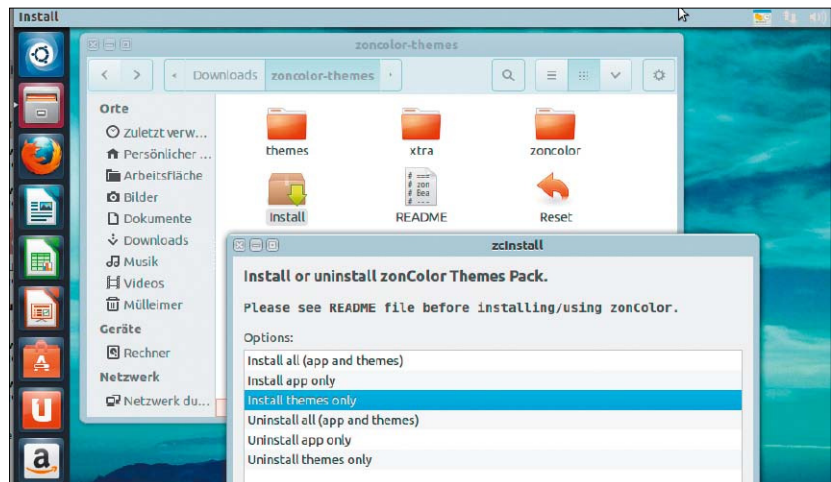 Install
zoncolor-themes
Downloads
zoncolor-themes
Orte
Zuletzt verw...
Persönlicher ...
Arbeitsfläche
Bilder
Dokumente
Downloads
Musik
Videos
Mülleimer
Geräte
Rechner
Netzwerk
Netzwerk du...
themes
xtra
zoncolor
Install
README
Reset
zcInstall
Install or uninstall zonColor Themes Pack.
Please see README file before installing/using zonColor.
Options:
Install all (app and themes)
Install app only
Install themes only
Uninstall all (app and themes)
Uninstall app only
Uninstall themes only